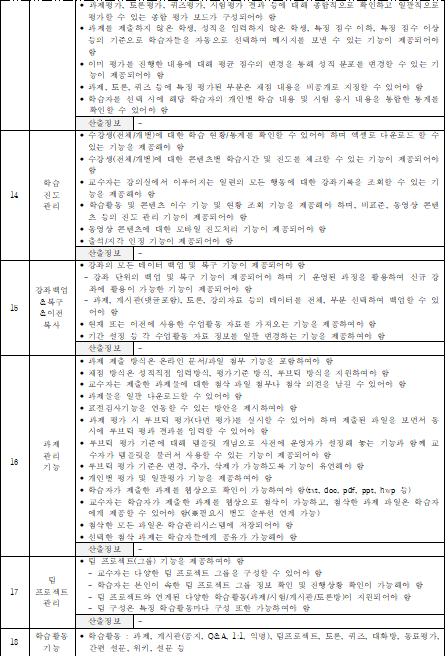 • 과제평가, 토론평가, 퀴즈평가, 시험평가 결과 등에 대해 종합적으로 확인하고 일괄적으로
평가할 수 있는 종합 평가 보드가 구성되어야 함
• 과제를 제출하지 않은 학생, 성적을 입력하지 않은 학생, 특정 점수 이하, 특정 점수 이상
등의 기준으로 학습자들을 자동으로 선택하여 메시지를 보낼 수 있는 기능이 제공되어야
함
• 이미 평가를 진행한 내용에 대해 평균 점수의 변경을 통해 성적 분포를 변경할 수 있는 기
능이 제공되어야 함
• 과제, 토론, 퀴즈 등에 특정 평가된 부분은 재점 내용을 비공개로 지정할 수 있어야 함
• 학습자를 선택 시에 해당 학습자의 개인별 학습 내용 및 시험 응시 내용을 통합한 통계를
확인할 수 있어야 함
산출정보 -
14 학습
진도
관리
• 수강생(전체/개별)에 대한 학습 현황/통계를 확인할 수 있어야 하며 엑셀로 다운로드 할 수
있는 기능을 제공해야 함
• 수강생(전체/개별)에 대한 콘텐츠별 학습시간 및 진도를 체크할 수 있는 기능이 제공되어야
함
• 교수자는 강의실에서 이루어지는 일련의 모든 행동에 대한 강좌기록을 조회할 수 있는 기
능을 제공해야 함
• 학습활동 및 콘텐츠 이수 기능 및 현황 조회 기능을 제공해야 하며, 비표준, 동영상 콘텐
츠 등의 진도 관리 기능이 제공되어야 함
• 동영상 콘텐츠에 대한 모바일 진도처리 기능이 제공되어야 함
• 출석/지각 인정 기능이 제공되어야 함
산출정보 -
15 강좌백업
&복구
&이전
복사
• 강좌의 모든 데이터 백업 및 복구 기능이 제공되어야 함
- 강좌 단위의 백업 및 복구 기능이 제공되어야 하며 기 운영된 과정을 활용하여 신규 강
좌에 활용이 가능한 기능이 제공되어야 함
- 과제, 게시판(댓글포함), 토론, 강의자료 등의 데이터를 전체, 부분 선택하여 백업할 수 있
어야 함
• 현재 또는 이전에 사용한 수업활동 자료를 가져오는 기능을 제공하여야 함
• 기간 설정 등 각 수업활동 자료 정보를 일괄 변경하는 기능을 제공하여야 함
산출정보 -
16 과제
관리
기능
• 과제 제출 방식은 온라인 문서/파일 첨부 기능을 포함하여야 함
• 채점 방식은 성적직접 입력방식, 평가기준 방식, 루브릭 방식을 지원하여야 함
• 교수자는 제출한 과제물에 대한 첨삭 파일 첨부나 첨삭 의견을 남길 수 있어야 함
• 과제물을 일괄 다운로드할 수 있어야 함
• 표절검사기능을 연동할 수 있는 방안을 제시하여야 함
• 과제 평가 시 루브릭 평가(다면 평가)를 실시할 수 있어야 하며 제출된 파일을 보면서 동
시에 루브릭 평과 결과를 입력할 수 있어야 함
• 루브릭 평가 기준에 대해 템플릿 개념으로 사전에 운영자가 설정해 놓는 기능과 함께 교
수자가 템플릿을 불러서 사용할 수 있는 기능이 제공되어야 함
• 루브릭 평가 기준은 변경, 추가, 삭제가 가능하도록 기능이 유연해야 함
• 개인별 평가 및 일괄평가 기능을 제공하여야 함
• 학습자가 제출한 과제를 웹상으로 확인이 가능하여야 함(txt, doc, pdf, ppt, hwp 등)
• 교수자는 학습자가 제출한 과제를 웹상으로 첨삭이 가능하고, 첨삭한 과제 파일은 학습자
에게 제공할 수 있어야 함(※필요시 별도 솔루션 연계 가능)
• 첨삭한 모든 파일은 학습관리시스템에 저장되어야 함
• 선택한 첨삭 과제는 학습자들에게 공유가 가능해야 함
산출정보 -
17 팀
프로젝트
관리
• 팀 프로젝트(그룹) 기능을 제공하여야 함
- 교수자는 다양한 팀 프로젝트 그룹을 구성할 수 있어야 함
- 학습자는 본인이 속한 팀 프로젝트 그룹 정보 확인 및 진행상황 확인이 가능해야 함
- 팀 프로젝트와 연계된 다양한 학습활동(과제/시험/게시판/토론방)이 지원되어야 함
- 팀 구성은 특정 학습활동마다 구성 또한 가능하여야 함
산출정보 -
18 학습활동
기능
• 학습활동 : 과제, 게시판(공지, Q&A, 1:1, 익명), 팀프로젝트, 토론, 퀴즈, 대화방, 동료평가,
간편 설문, 위키, 설문 등